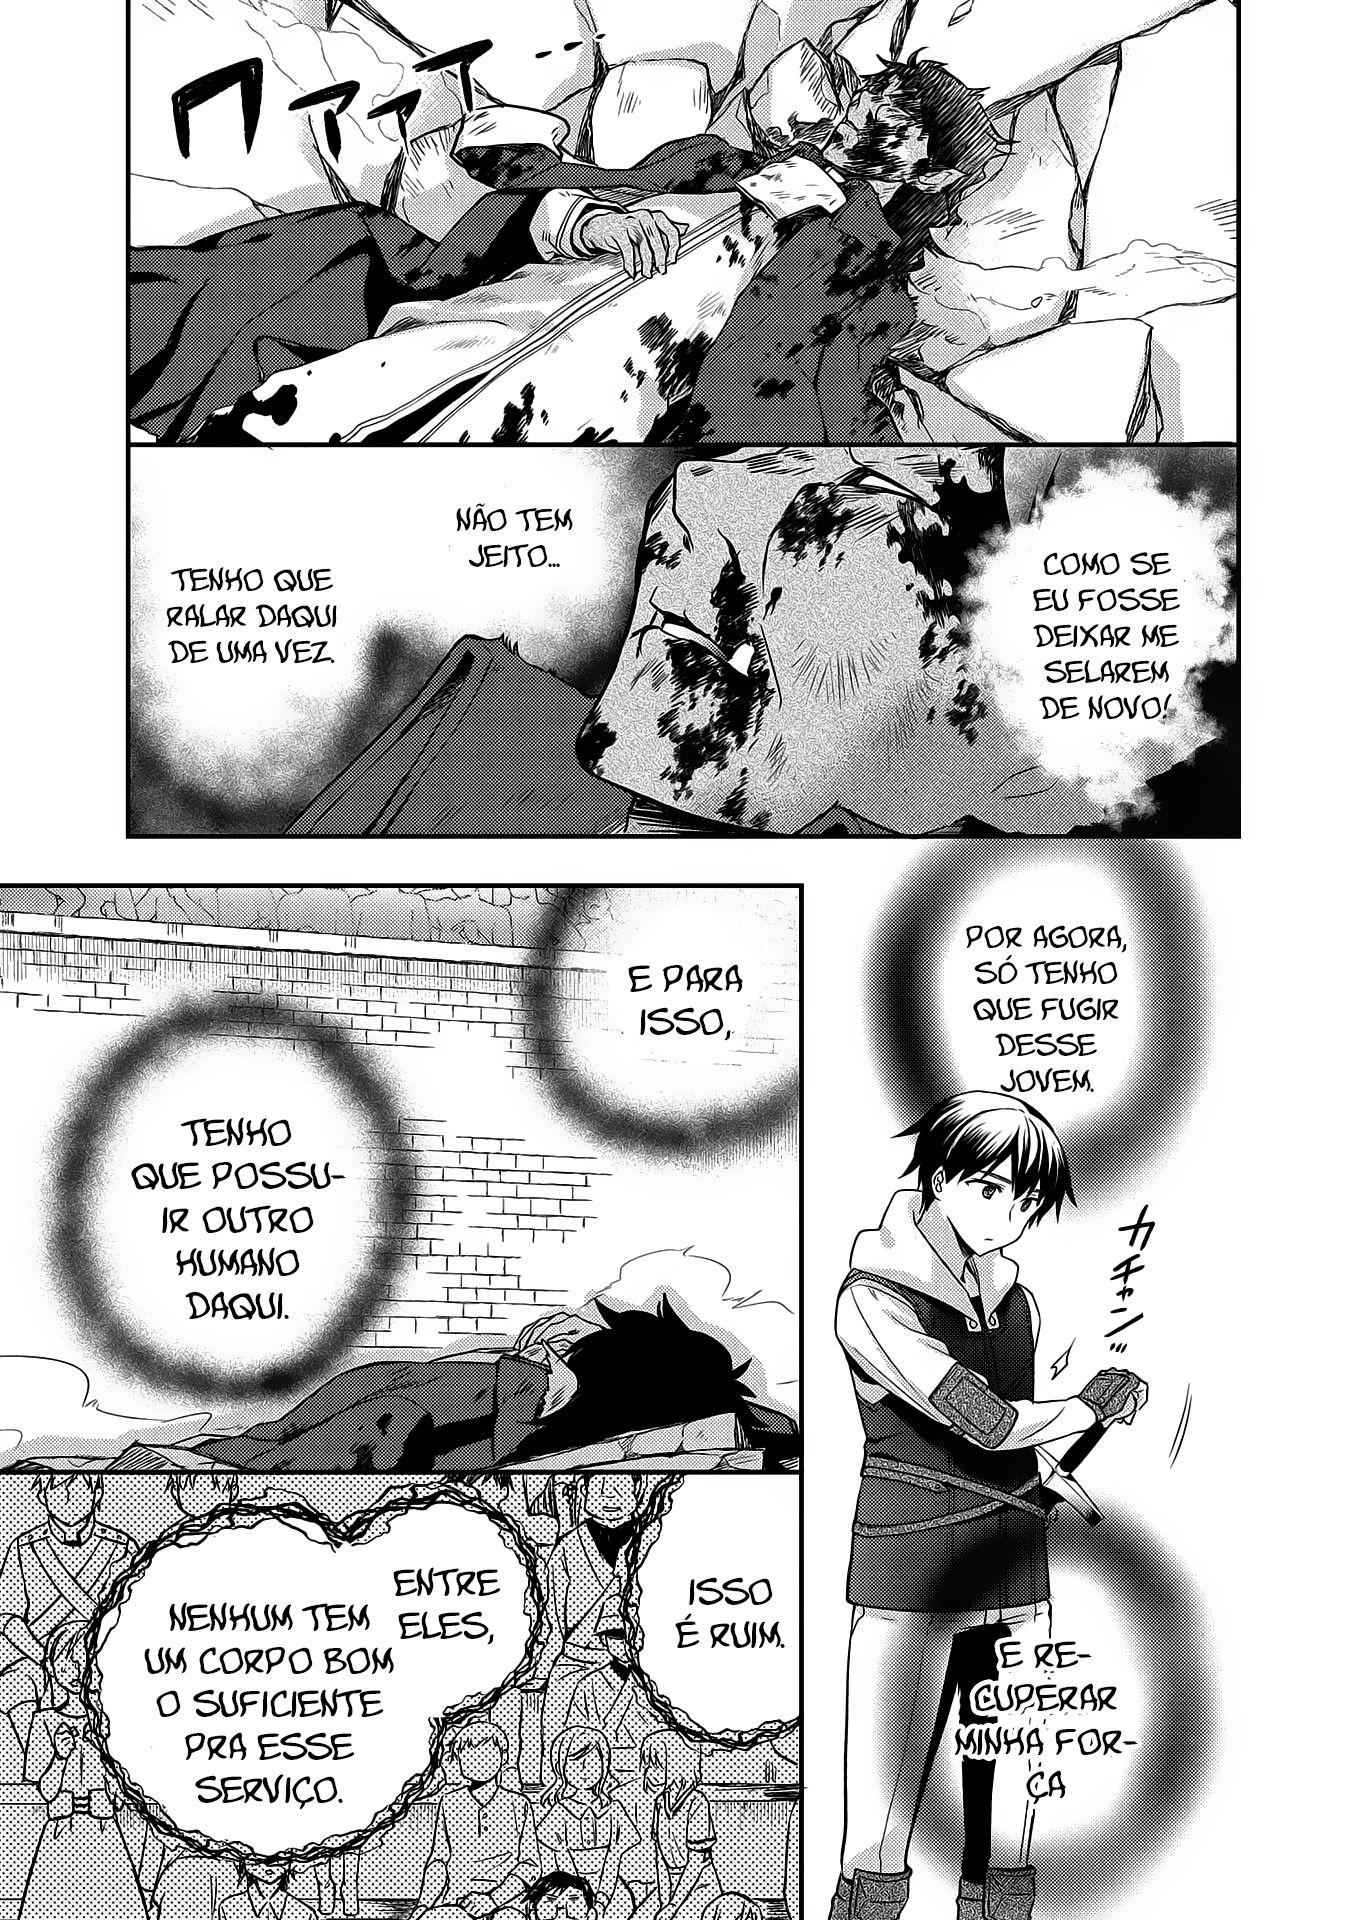 ワァァァ
COMO SE
EU FOSSE
DEIXAR ME
SELAREM
DE NOVO!
NÃO TEM
JEITO...
TENHO QUE
RALAR DAQUI
DE UMA VEZ.
POR AGORA,
SÓ TENHO
QUE FUGIR
DESSE
JOVEM.
カチャン...
E RE-
CUPERAR
MINHA FOR-
ÇA
E PARA
ISSO,
TENHO
QUE POSSU-
IR OUTRO
HUMANO
DAQUI.
ISSO
É RUIM.
ENTRE
ELES,
NENHUM TEM
UM CORPO BOM
O SUFICIENTE
PRA ESSE
SERVIÇO.